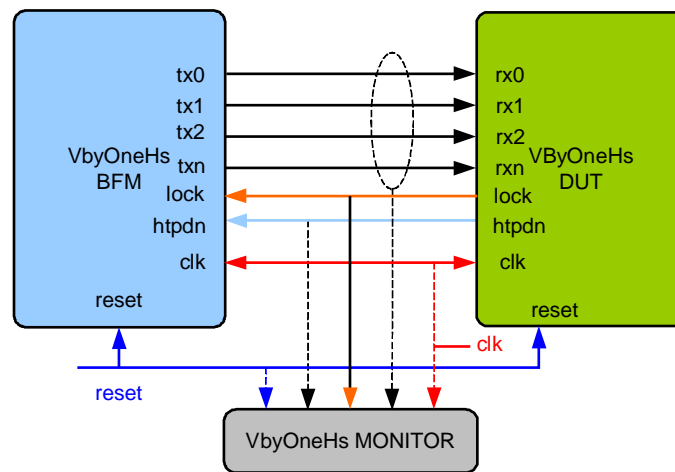 tx0 rx0
tx1 rx1
tx2 rx2
VbyOneHs VByOneHs
txn rxn
BFM DUT
lock lock
htpdn htpdn
clk clk
reset reset
clk
reset
VbyOneHs MONITOR